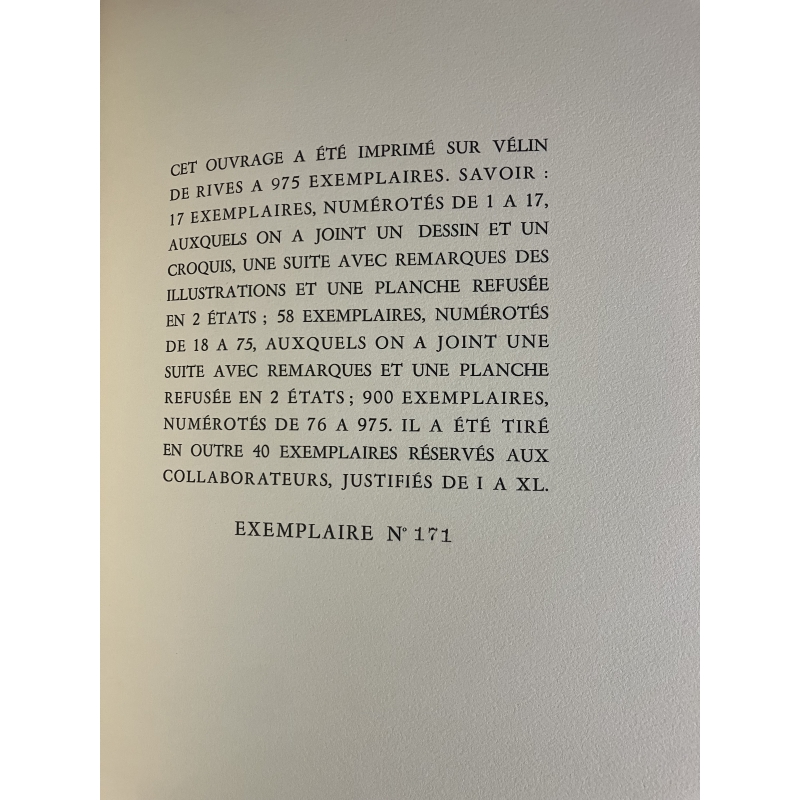 CET OUVRAGE A ÉTÉ IMPRIMÉ SUR VÉLIN
DE RIVES A 975 EXEMPLAIRES. SAVOIR :
17 EXEMPLAIRES, NUMÉROTÉS DE 1 A 17,
AUXQUELS ON A JOINT UN DESSIN ET UN
CROQUIS, UNE SUITE AVEC REMARQUES DES
ILLUSTRATIONS ET UNE PLANCHE REFUSÉE
EN 2 ÉTATS ; 58 EXEMPLAIRES, NUMÉROTÉS
DE 18 A 75, AUXQUELS ON A JOINT UNE
SUITE AVEC REMARQUES ET UNE PLANCHE
REFUSÉE EN 2 ÉTATS ; 900 EXEMPLAIRES,
NUMÉROTÉS DE 76 A 975. IL A ÉTÉ TIRÉ
EN OUTRE 40 EXEMPLAIRES RÉSERVÉS AUX
COLLABORATEURS, JUSTIFIÉS DE I A XL.
EXEMPLAIRE N° 171